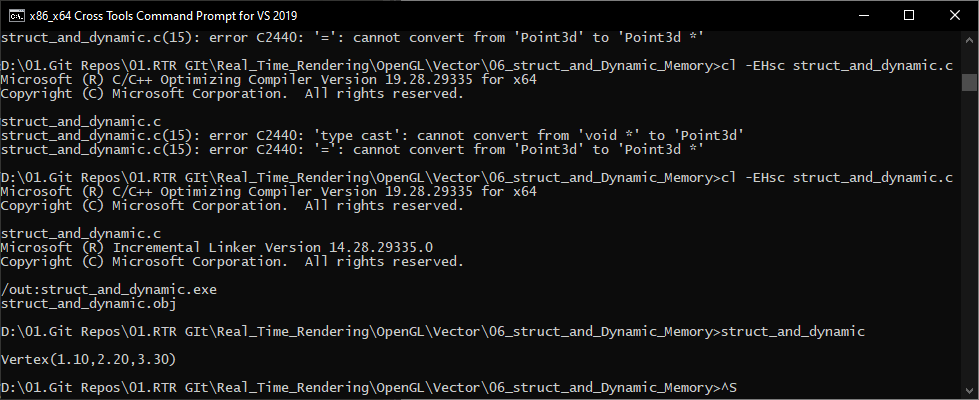 x86_x64 Cross Tools Command Prompt for VS 2019
struct_and_dynamic.c(15): error C2440: '=': cannot convert from 'Point3d' to 'Point3d *'
D:\01.Git Repos\01.RTR GIt\Real_Time_Rendering\OpenGL\Vector\06_struct_and_Dynamic_Memory>cl -EHsc struct_and_dynamic.c
Microsoft (R) C/C++ Optimizing Compiler Version 19.28.29335 for x64
Copyright (C) Microsoft Corporation.  All rights reserved.
struct_and_dynamic.c
struct_and_dynamic.c(15): error C2440: 'type cast': cannot convert from 'void *' to 'Point3d'
struct_and_dynamic.c(15): error C2440: '=': cannot convert from 'Point3d' to 'Point3d *'
D:\01.Git Repos\01.RTR GIt\Real_Time_Rendering\OpenGL\Vector\06_struct_and_Dynamic_Memory>cl -EHsc struct_and_dynamic.c
Microsoft (R) C/C++ Optimizing Compiler Version 19.28.29335 for x64
Copyright (C) Microsoft Corporation.  All rights reserved.
struct_and_dynamic.c
Microsoft (R) Incremental Linker Version 14.28.29335.0
Copyright (C) Microsoft Corporation.  All rights reserved.
/out:struct_and_dynamic.exe
struct_and_dynamic.obj
D:\01.Git Repos\01.RTR GIt\Real_Time_Rendering\OpenGL\Vector\06_struct_and_Dynamic_Memory>struct_and_dynamic
Vertex(1.10,2.20,3.30)
D:\01.Git Repos\01.RTR GIt\Real_Time_Rendering\OpenGL\Vector\06_struct_and_Dynamic_Memory>^S